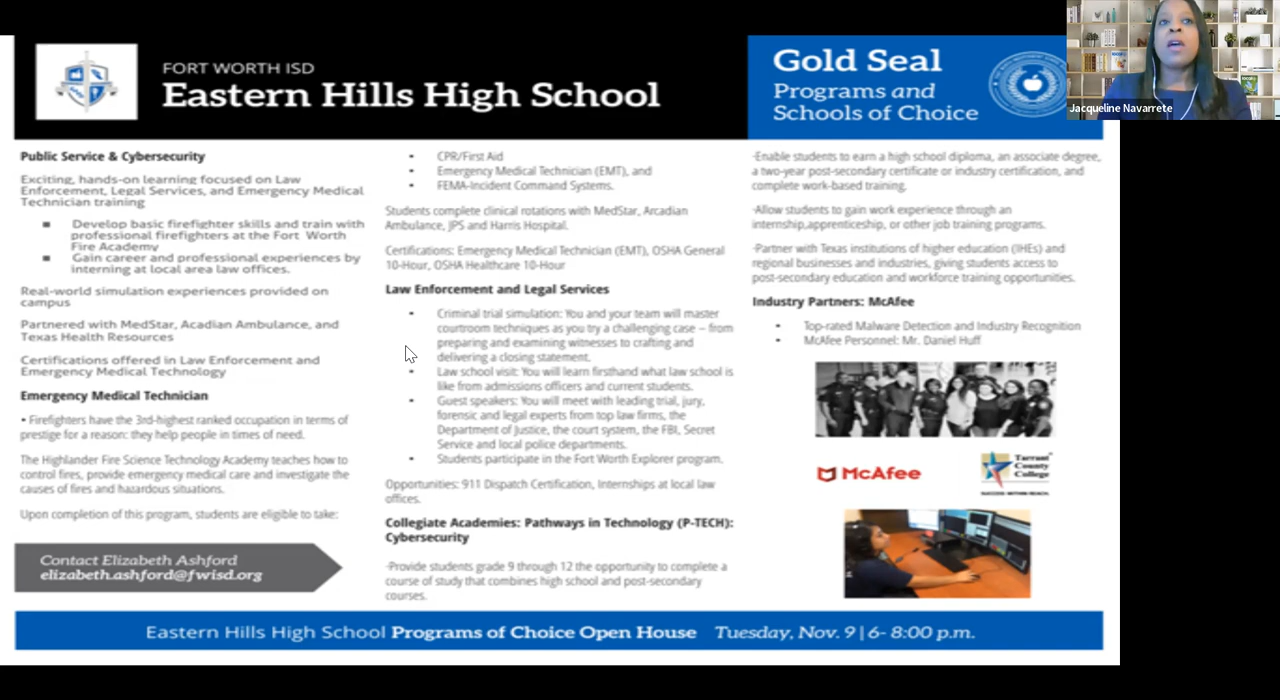 FORT WORTH ISD
Eastern Hills High School
Gold Seal
Programs and
Schools of Choice
Jacqueline Navarrete
Public Service & Cybersecurity
Exciting, hands-on learning focused on Law
Enforcement, Legal Services, and Emergency Medical
Technician training
▪ Develop basic firefighter skills and train with
professional firefighters at the Fort Worth
Fire Academy
▪ Gain career and professional experiences by
interning at local area law offices.
Real-world simulation experiences provided on
campus
Partnered with MedStar, Acadian Ambulance, and
Texas Health Resources
Certifications offered in Law Enforcement and
Emergency Medical Technology
Emergency Medical Technician
• Firefighters have the 3rd-highest ranked occupation in terms of
prestige for a reason: they help people in times of need.
The Highlander Fire Science Technology Academy teaches how to
control fires, provide emergency medical care and investigate the
causes of fires and hazardous situations.
Upon completion of this program, students are eligible to take:
Contact Elizabeth Ashford
elizabeth.ashford@fwisd.org
• CPR/First Aid
• Emergency Medical Technician (EMT), and
• FEMA-Incident Command Systems.
Students complete clinical rotations with MedStar, Arcadian
Ambulance, JPS and Harris Hospital.
Certifications: Emergency Medical Technician (EMT), OSHA General
10-Hour, OSHA Healthcare 10-Hour
Law Enforcement and Legal Services
• Criminal trial simulation: You and your team will master
courtroom techniques as you try a challenging case – from
preparing and examining witnesses to crafting and
delivering a closing statement.
• Law school visit: You will learn firsthand what law school is
like from admissions officers and current students.
• Guest speakers: You will meet with leading trial, jury,
forensic and legal experts from top law firms, the
Department of Justice, the court system, the FBI, Secret
Service and local police departments.
• Students participate in the Fort Worth Explorer program.
Opportunities: 911 Dispatch Certification, Internships at local law
offices.
Collegiate Academies: Pathways in Technology (P-TECH):
Cybersecurity
·Provide students grade 9 through 12 the opportunity to complete a
course of study that combines high school and post-secondary
courses.
·Enable students to earn a high school diploma, an associate degree,
a two-year post-secondary certificate or industry certification, and
complete work-based training.
·Allow students to gain work experience through an
internship,apprenticeship, or other job training programs.
·Partner with Texas institutions of higher education (IHEs) and
regional businesses and industries, giving students access to
post-secondary education and workforce training opportunities.
Industry Partners: McAfee
• Top-rated Malware Detection and Industry Recognition
• McAfee Personnel: Mr. Daniel Huff
McAfee
Tarrant
County
College
SUCCESS WITHIN REACH.
Eastern Hills High School Programs of Choice Open House Tuesday, Nov. 9 | 6- 8:00 p.m.